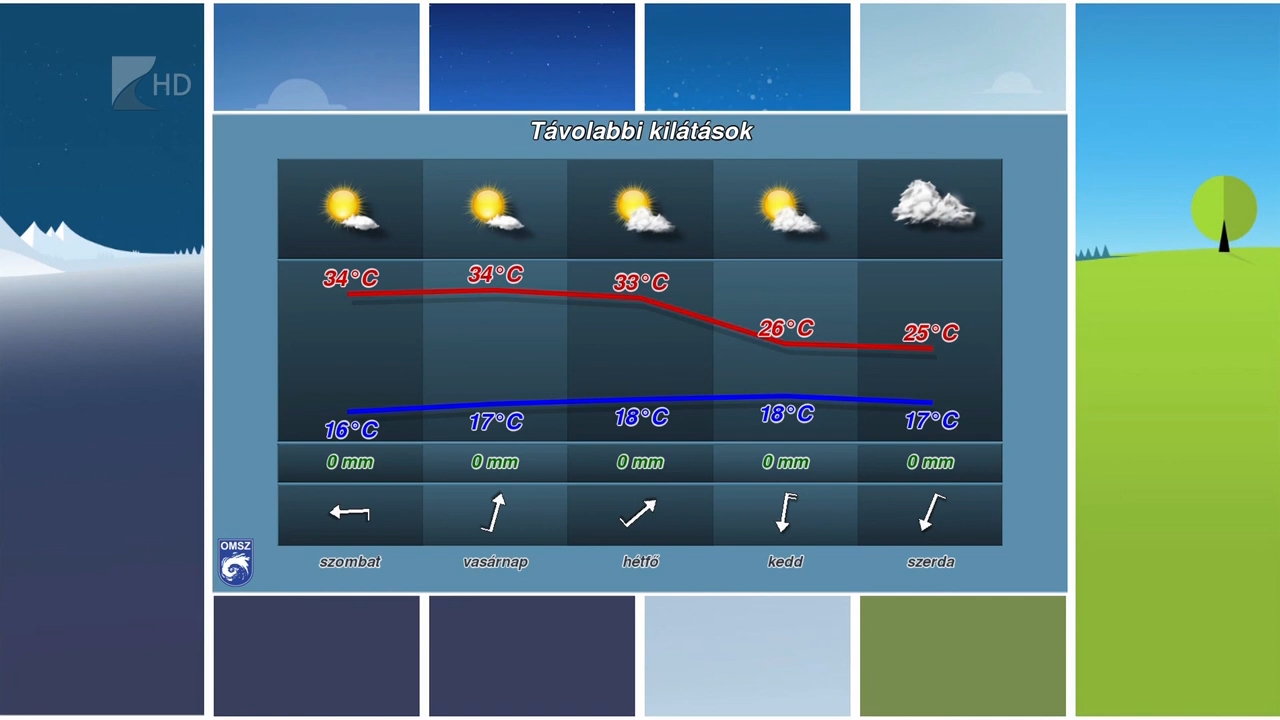 HD
Távolabbi kilátások
34°C 34°C 33°C 26°C 25°C
16°C 17°C 18°C 18°C 17°C
0 mm 0 mm 0 mm 0 mm 0 mm
OMSZ
szombat vasárnap hétfő kedd szerda